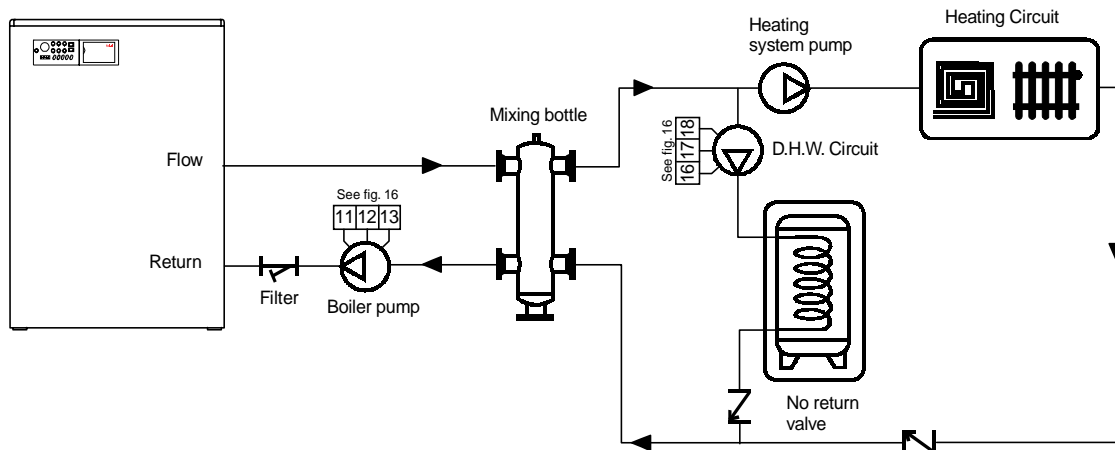 Heating
system pump
Heating Circuit
Mixing bottle
See fig. 16
16 17 18
D.H.W. Circuit
Flow
See fig. 16
11 12 13
Return
Filter
Boiler pump
No return
valve